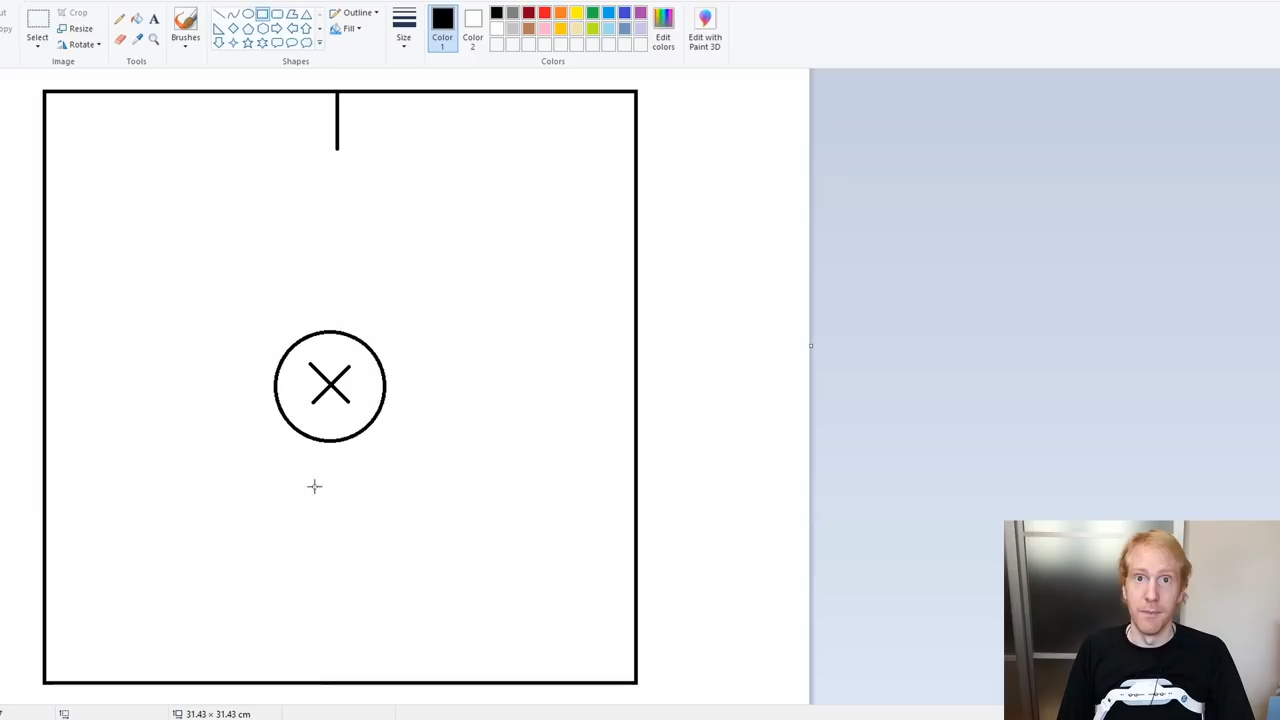 Crop
Outline
Resize
Fill
Select
Rotate
Brushes
Size
Color
1
Color
2
Edit
colors
Edit with
Paint 3D
Image
Tools
Shapes
Colors
31.43 × 31.43 cm